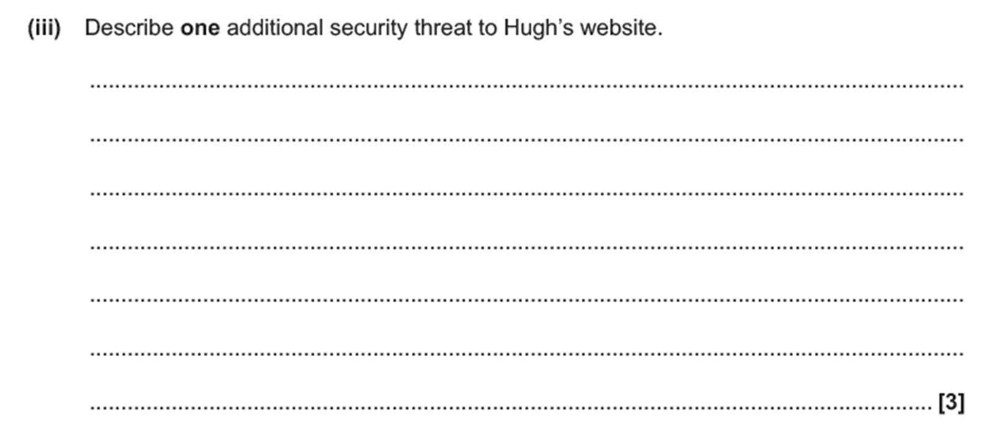 (iii) Describe one additional security threat to Hugh's website.
[3]